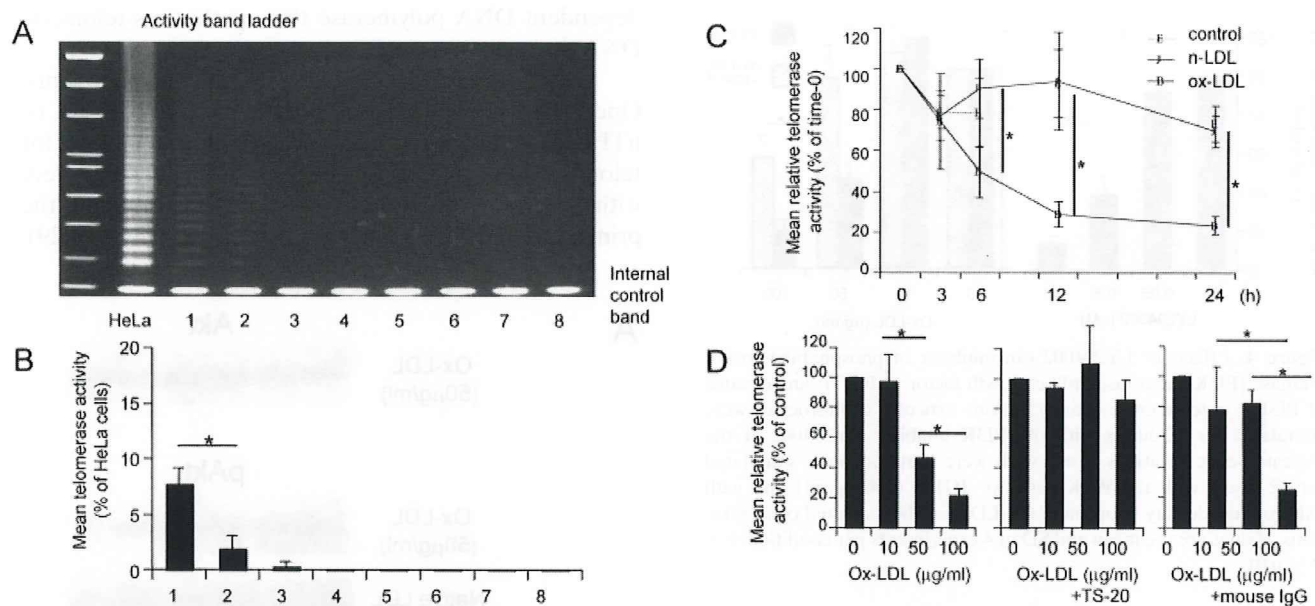 A
Activity band ladder
Internal
control
band
HeLa 1 2 3 4 5 6 7 8
B
Mean telomerase activity
(% of HeLa cells)
20
15
10
5
0
*
1 2 3 4 5 6 7 8
C
Mean relative telomerase
activity (% of time-0)
120
100
80
60
40
20
0
control
n-LDL
ox-LDL
*
*
*
0 3 6 12 24 (h)
D
Mean relative telomerase
activity (% of control)
120
100
80
60
40
20
0
*
*
*
*
0 10 50 100
Ox-LDL (µg/ml)
0 10 50 100
Ox-LDL (µg/ml)
+TS-20
0 10 50 100
Ox-LDL (µg/ml)
+mouse IgG